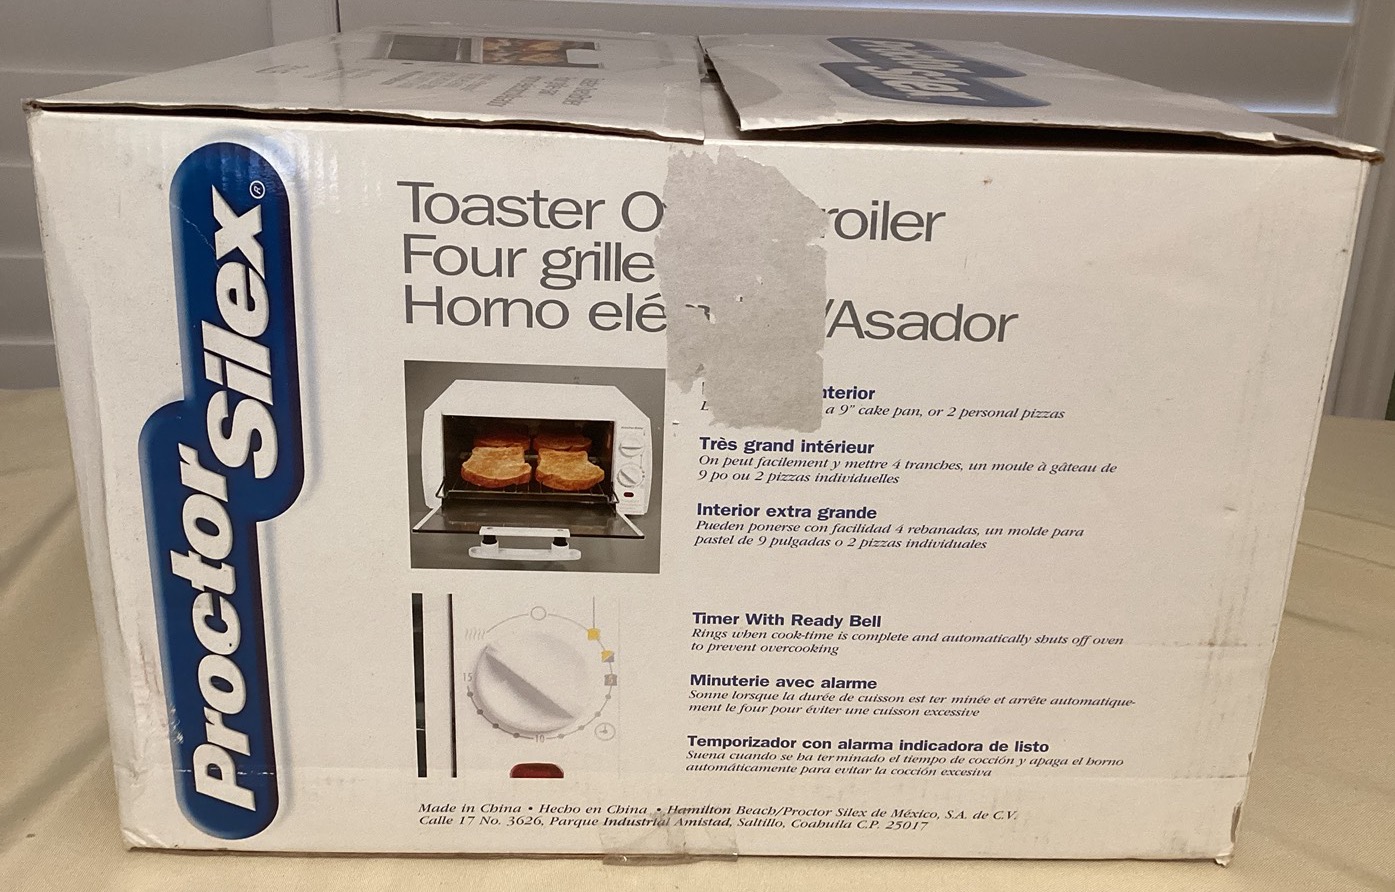 Proctor Silex®
Toaster O roiler
Four grille
Horno elé /Asador
nterior
a 9" cake pan, or 2 personal pizzas
Très grand intérieur
On peut facilement y mettre 4 tranches, un moule à gâteau de
9 po ou 2 pizzas individuelles
Interior extra grande
Pueden ponerse con facilidad 4 rebanadas, un molde para
pastel de 9 pulgadas o 2 pizzas individuales
15
10
Timer With Ready Bell
Rings when cook-time is complete and automatically shuts off oven
to prevent overcooking
Minuterie avec alarme
Sonne lorsque la durée de cuisson est ter minée et arrête automatique-
ment le four pour éviter une cuisson excessive
Temporizador con alarma indicadora de listo
Suena cuando se ha terminado el tiempo de cocción y apaga el horno
automáticamente para evitar la cocción excesiva
Made in China • Hecho en China • Hamilton Beach/Proctor Silex de México, S.A. de C.V.
Calle 17 No. 3626, Parque Industrial Amistad, Saltillo, Coahuila C.P. 25017